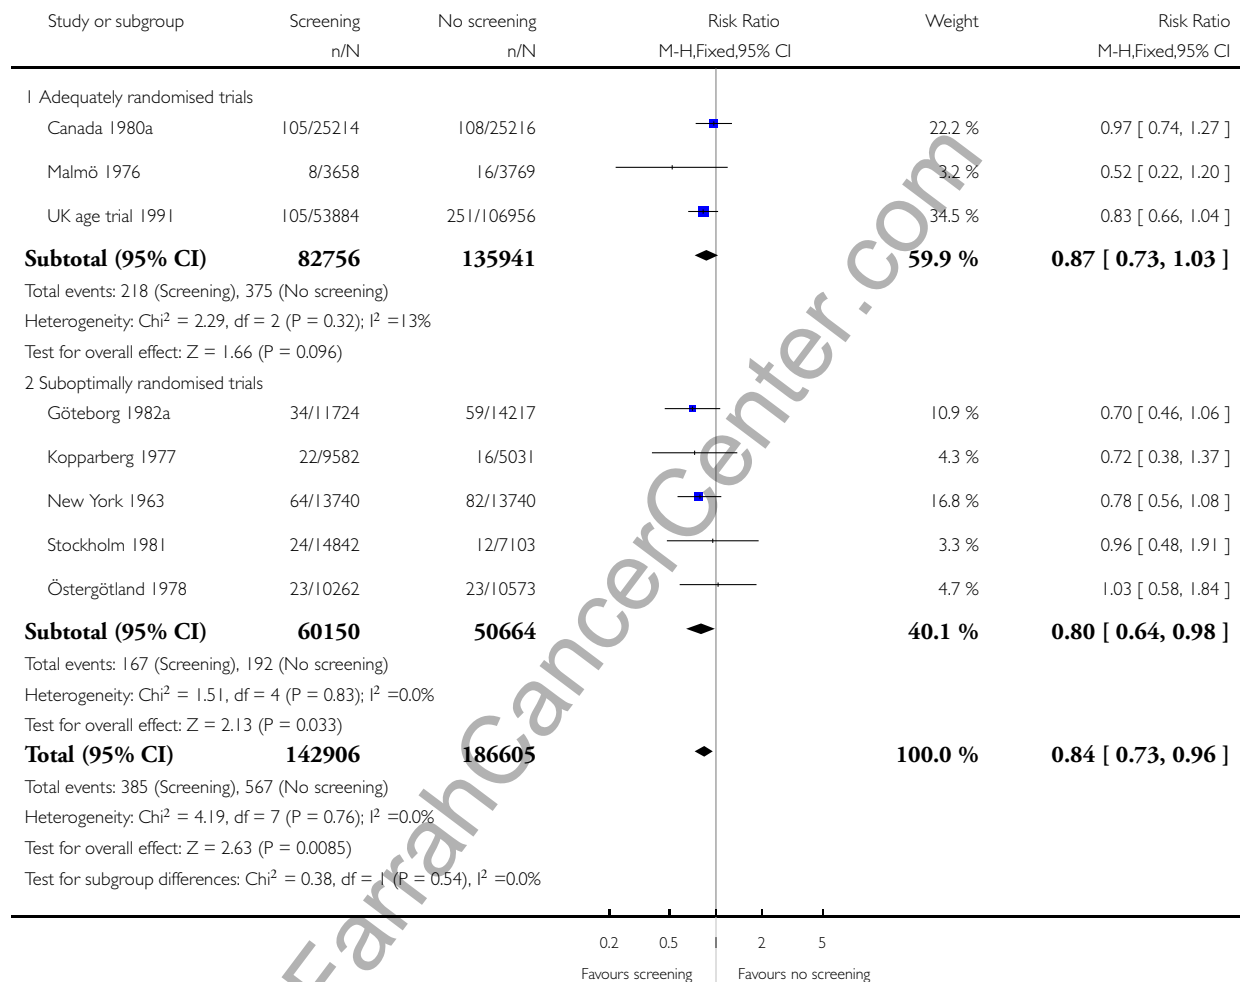 Study or subgroup Screening No screening Risk Ratio Weight Risk Ratio
n/N n/N M-H,Fixed,95% CI M-H,Fixed,95% CI
1 Adequately randomised trials
Canada 1980a 105/25214 108/25216 22.2 % 0.97 [ 0.74, 1.27 ]
Malmö 1976 8/3658 16/3769 3.2 % 0.52 [ 0.22, 1.20 ]
UK age trial 1991 105/53884 251/106956 34.5 % 0.83 [ 0.66, 1.04 ]
Subtotal (95% CI) 82756 135941 59.9 % 0.87 [ 0.73, 1.03 ]
Total events: 218 (Screening), 375 (No screening)
Heterogeneity: Chi² = 2.29, df = 2 (P = 0.32); I² =13%
Test for overall effect: Z = 1.66 (P = 0.096)
2 Suboptimally randomised trials
Göteborg 1982a 34/11724 59/14217 10.9 % 0.70 [ 0.46, 1.06 ]
Kopparberg 1977 22/9582 16/5031 4.3 % 0.72 [ 0.38, 1.37 ]
New York 1963 64/13740 82/13740 16.8 % 0.78 [ 0.56, 1.08 ]
Stockholm 1981 24/14842 12/7103 3.3 % 0.96 [ 0.48, 1.91 ]
Östergötland 1978 23/10262 23/10573 4.7 % 1.03 [ 0.58, 1.84 ]
Subtotal (95% CI) 60150 50664 40.1 % 0.80 [ 0.64, 0.98 ]
Total events: 167 (Screening), 192 (No screening)
Heterogeneity: Chi² = 1.51, df = 4 (P = 0.83); I² =0.0%
Test for overall effect: Z = 2.13 (P = 0.033)
Total (95% CI) 142906 186605 100.0 % 0.84 [ 0.73, 0.96 ]
Total events: 385 (Screening), 567 (No screening)
Heterogeneity: Chi² = 4.19, df = 7 (P = 0.76); I² =0.0%
Test for overall effect: Z = 2.63 (P = 0.0085)
Test for subgroup differences: Chi² = 0.38, df = 1 (P = 0.54), I² =0.0%
0.2 0.5 1 2 5
Favours screening Favours no screening
FarrahCancerCenter.com